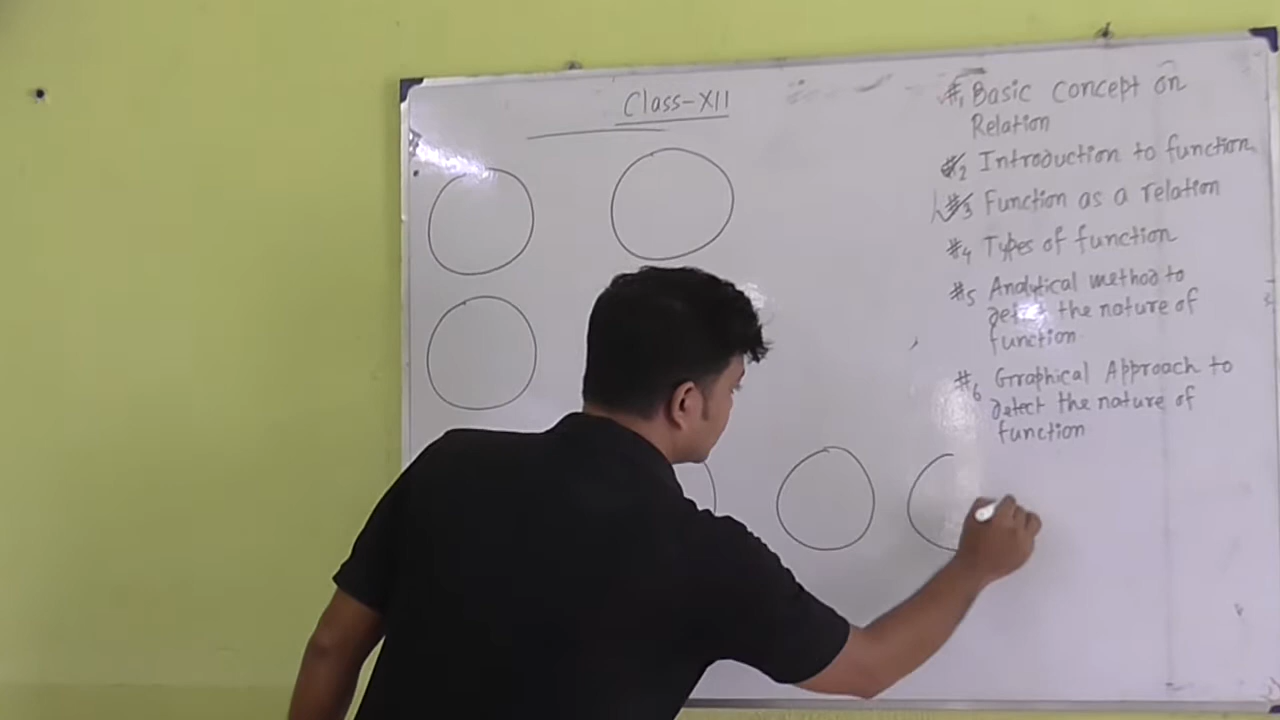 Class-XII
#1 Basic concept on
Relation
#2 Introduction to function
#3 Function as a relation
#4 Types of function
#5 Analytical method to
detect the nature of
function
#6 Graphical Approach to
detect the nature of
function